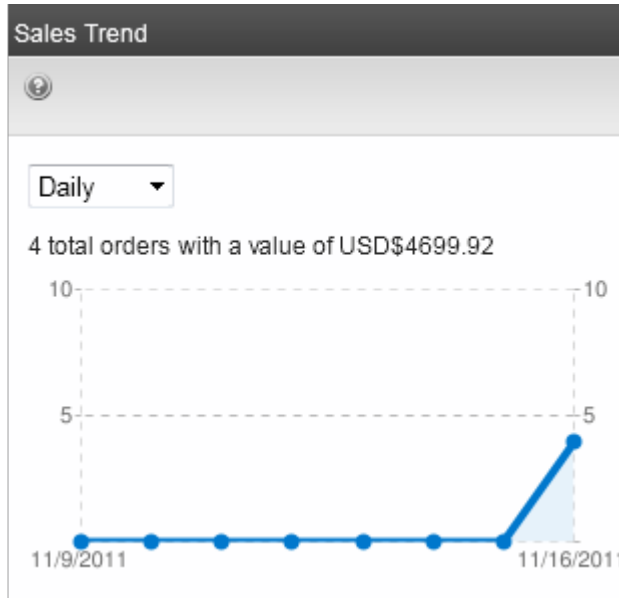 Sales Trend
Daily
4 total orders with a value of USD$4699.92
10 10
5 5
11/9/2011 11/16/2011